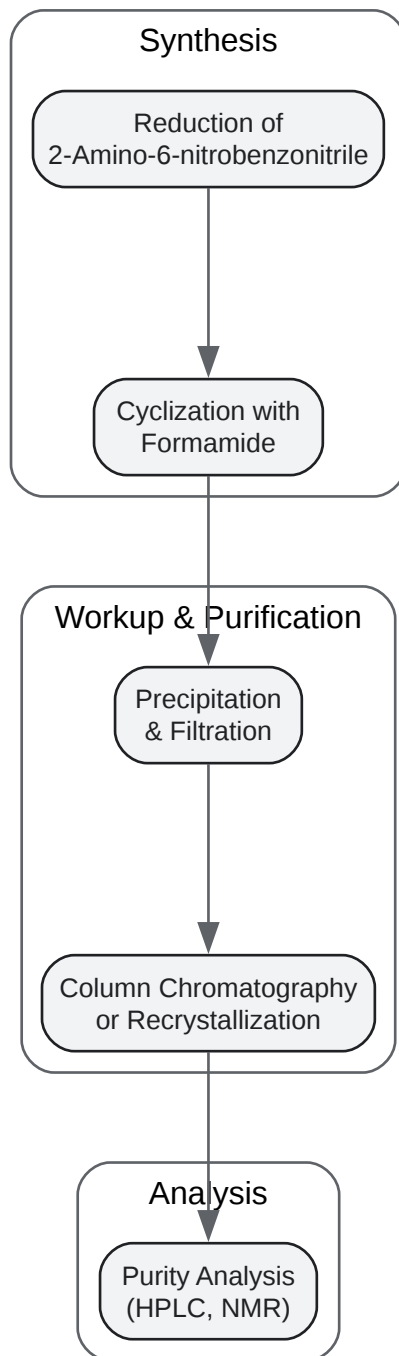 Synthesis
Reduction of
2-Amino-6-nitrobenzonitrile
Cyclization with
Formamide
Workup & Purification
Precipitation
& Filtration
Column Chromatography
or Recrystallization
Analysis
Purity Analysis
(HPLC, NMR)